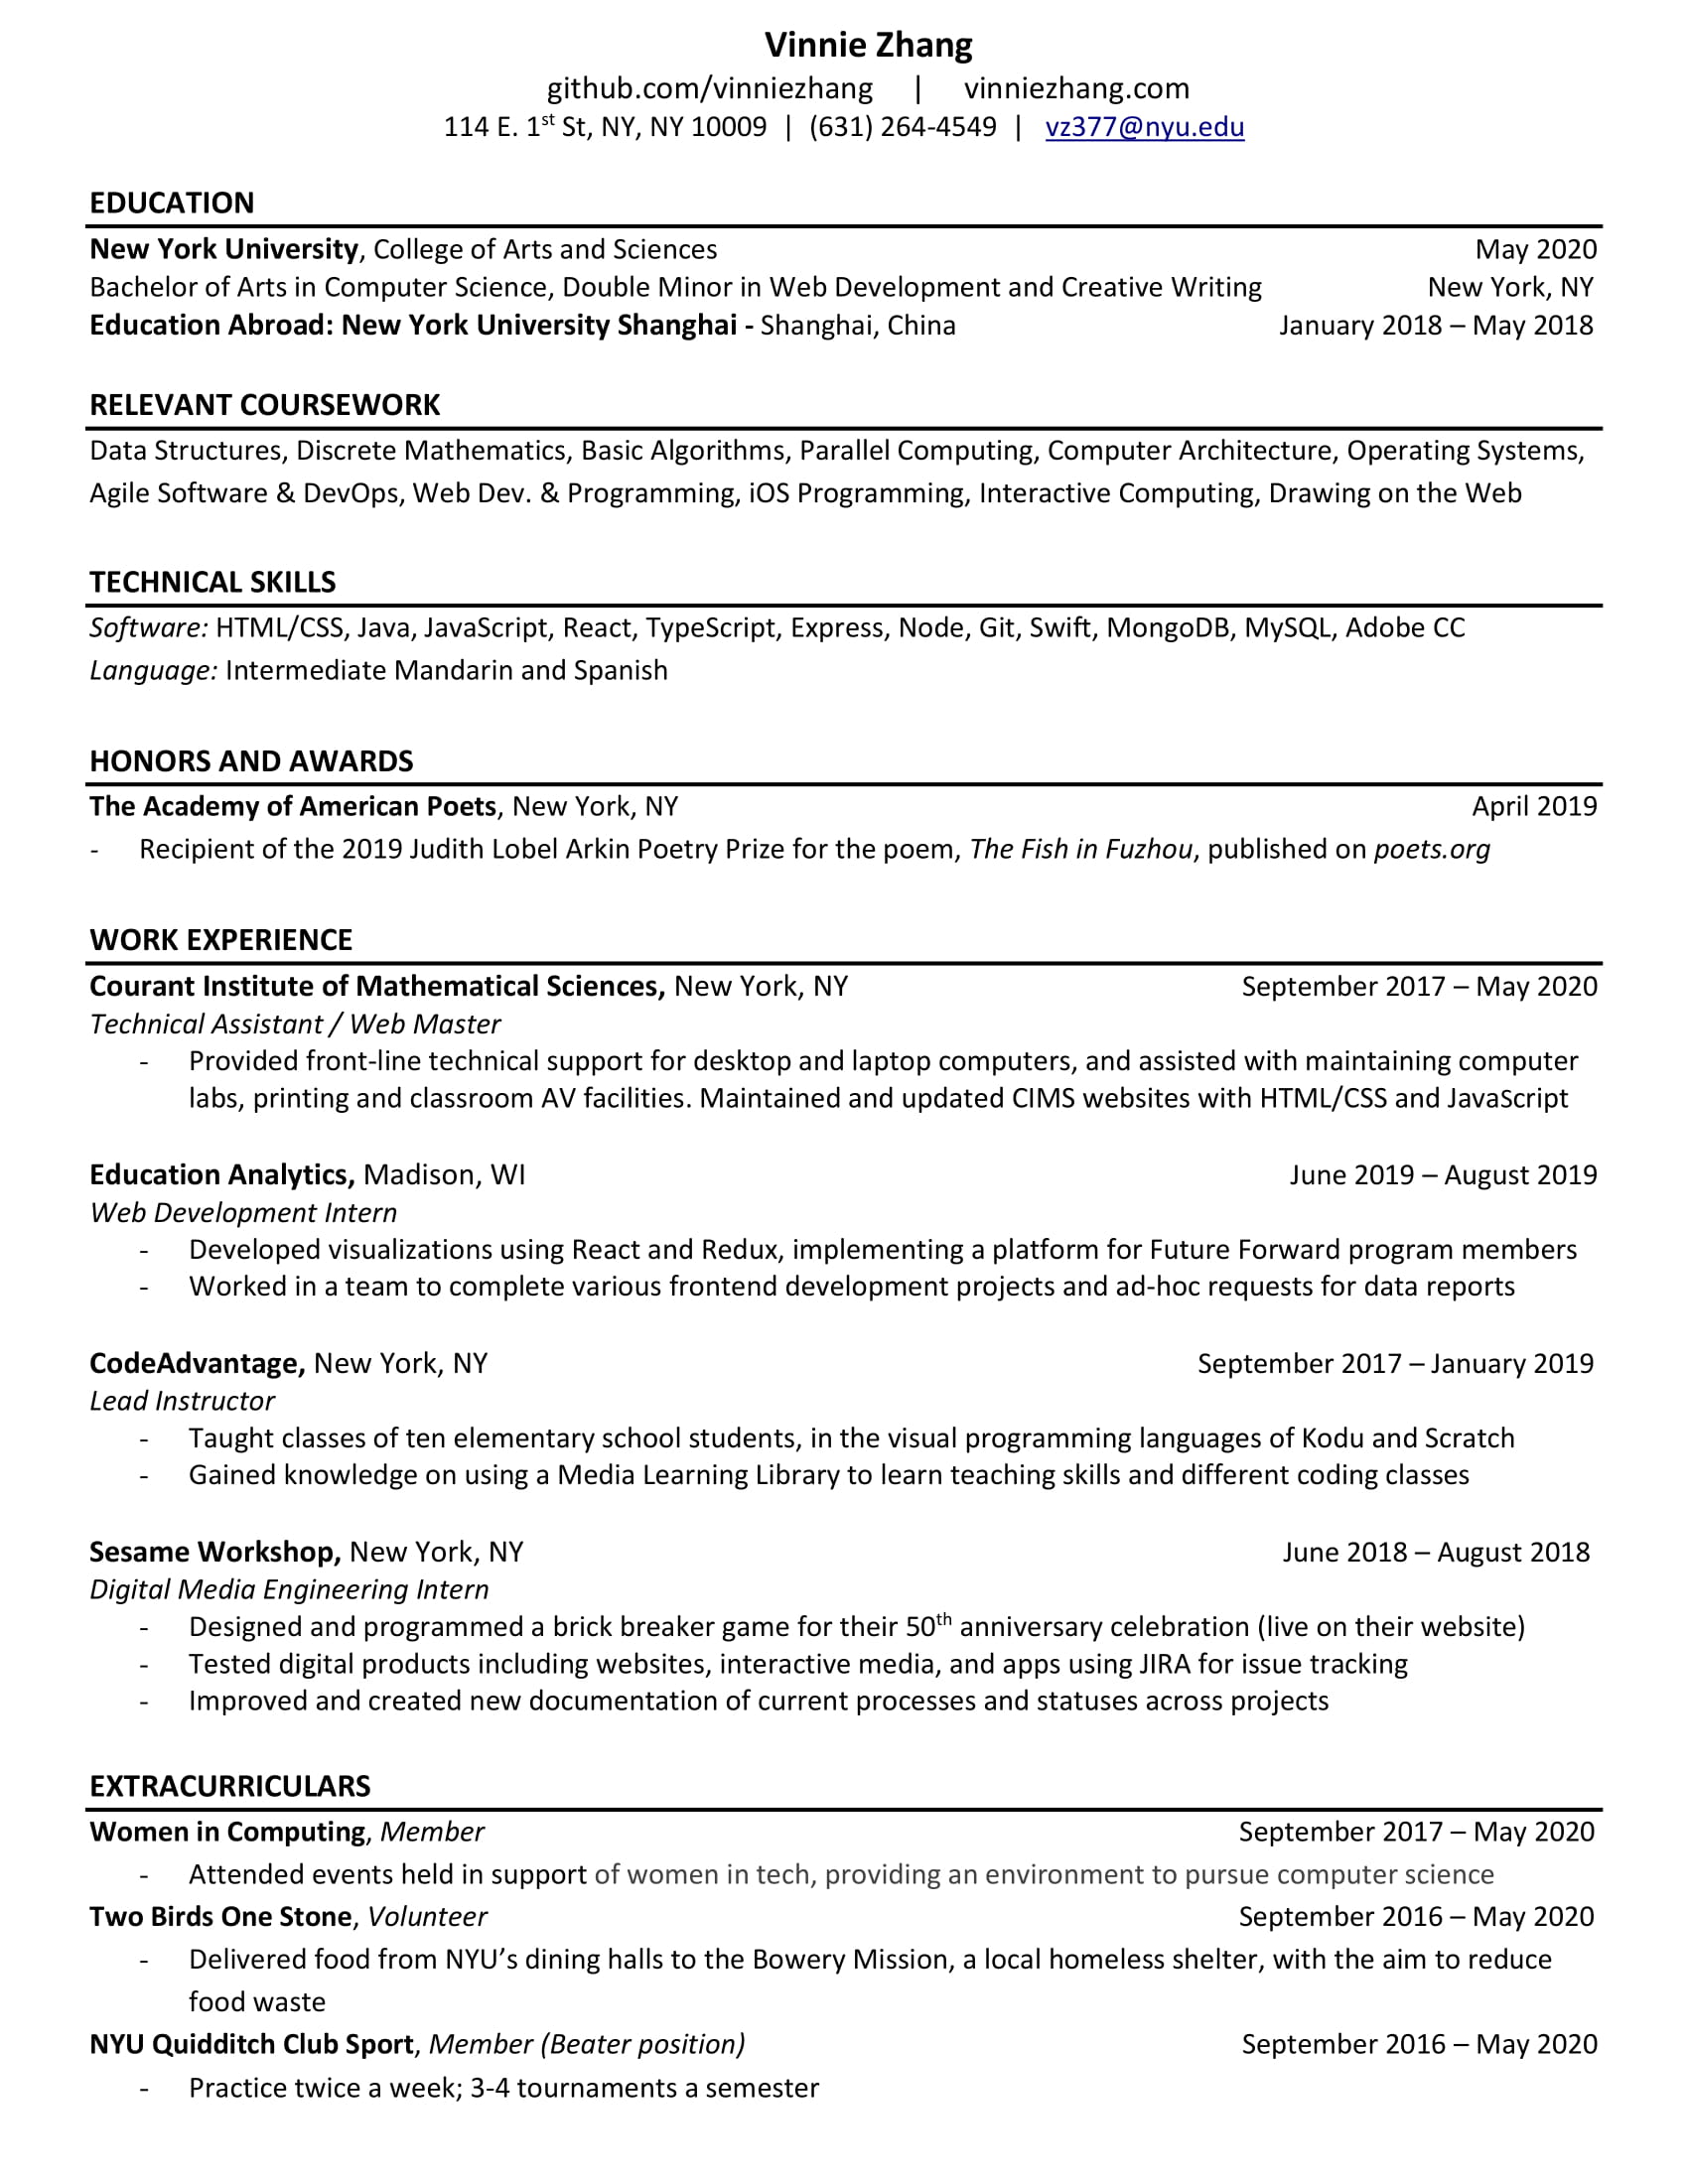 Vinnie Zhang
github.com/vinniezhang | vinniezhang.com
114 E. 1st St, NY, NY 10009 | (631) 264-4549 | vz377@nyu.edu
EDUCATION
New York University, College of Arts and Sciences May 2020
Bachelor of Arts in Computer Science, Double Minor in Web Development and Creative Writing New York, NY
Education Abroad: New York University Shanghai - Shanghai, China January 2018 – May 2018
RELEVANT COURSEWORK
Data Structures, Discrete Mathematics, Basic Algorithms, Parallel Computing, Computer Architecture, Operating Systems,
Agile Software & DevOps, Web Dev. & Programming, iOS Programming, Interactive Computing, Drawing on the Web
TECHNICAL SKILLS
Software: HTML/CSS, Java, JavaScript, React, TypeScript, Express, Node, Git, Swift, MongoDB, MySQL, Adobe CC
Language: Intermediate Mandarin and Spanish
HONORS AND AWARDS
The Academy of American Poets, New York, NY April 2019
- Recipient of the 2019 Judith Lobel Arkin Poetry Prize for the poem, The Fish in Fuzhou, published on poets.org
WORK EXPERIENCE
Courant Institute of Mathematical Sciences, New York, NY September 2017 – May 2020
Technical Assistant / Web Master
- Provided front-line technical support for desktop and laptop computers, and assisted with maintaining computer
labs, printing and classroom AV facilities. Maintained and updated CIMS websites with HTML/CSS and JavaScript
Education Analytics, Madison, WI June 2019 – August 2019
Web Development Intern
- Developed visualizations using React and Redux, implementing a platform for Future Forward program members
- Worked in a team to complete various frontend development projects and ad-hoc requests for data reports
CodeAdvantage, New York, NY September 2017 – January 2019
Lead Instructor
- Taught classes of ten elementary school students, in the visual programming languages of Kodu and Scratch
- Gained knowledge on using a Media Learning Library to learn teaching skills and different coding classes
Sesame Workshop, New York, NY June 2018 – August 2018
Digital Media Engineering Intern
- Designed and programmed a brick breaker game for their 50th anniversary celebration (live on their website)
- Tested digital products including websites, interactive media, and apps using JIRA for issue tracking
- Improved and created new documentation of current processes and statuses across projects
EXTRACURRICULARS
Women in Computing, Member September 2017 – May 2020
- Attended events held in support of women in tech, providing an environment to pursue computer science
Two Birds One Stone, Volunteer September 2016 – May 2020
- Delivered food from NYU’s dining halls to the Bowery Mission, a local homeless shelter, with the aim to reduce
food waste
NYU Quidditch Club Sport, Member (Beater position) September 2016 – May 2020
- Practice twice a week; 3-4 tournaments a semester